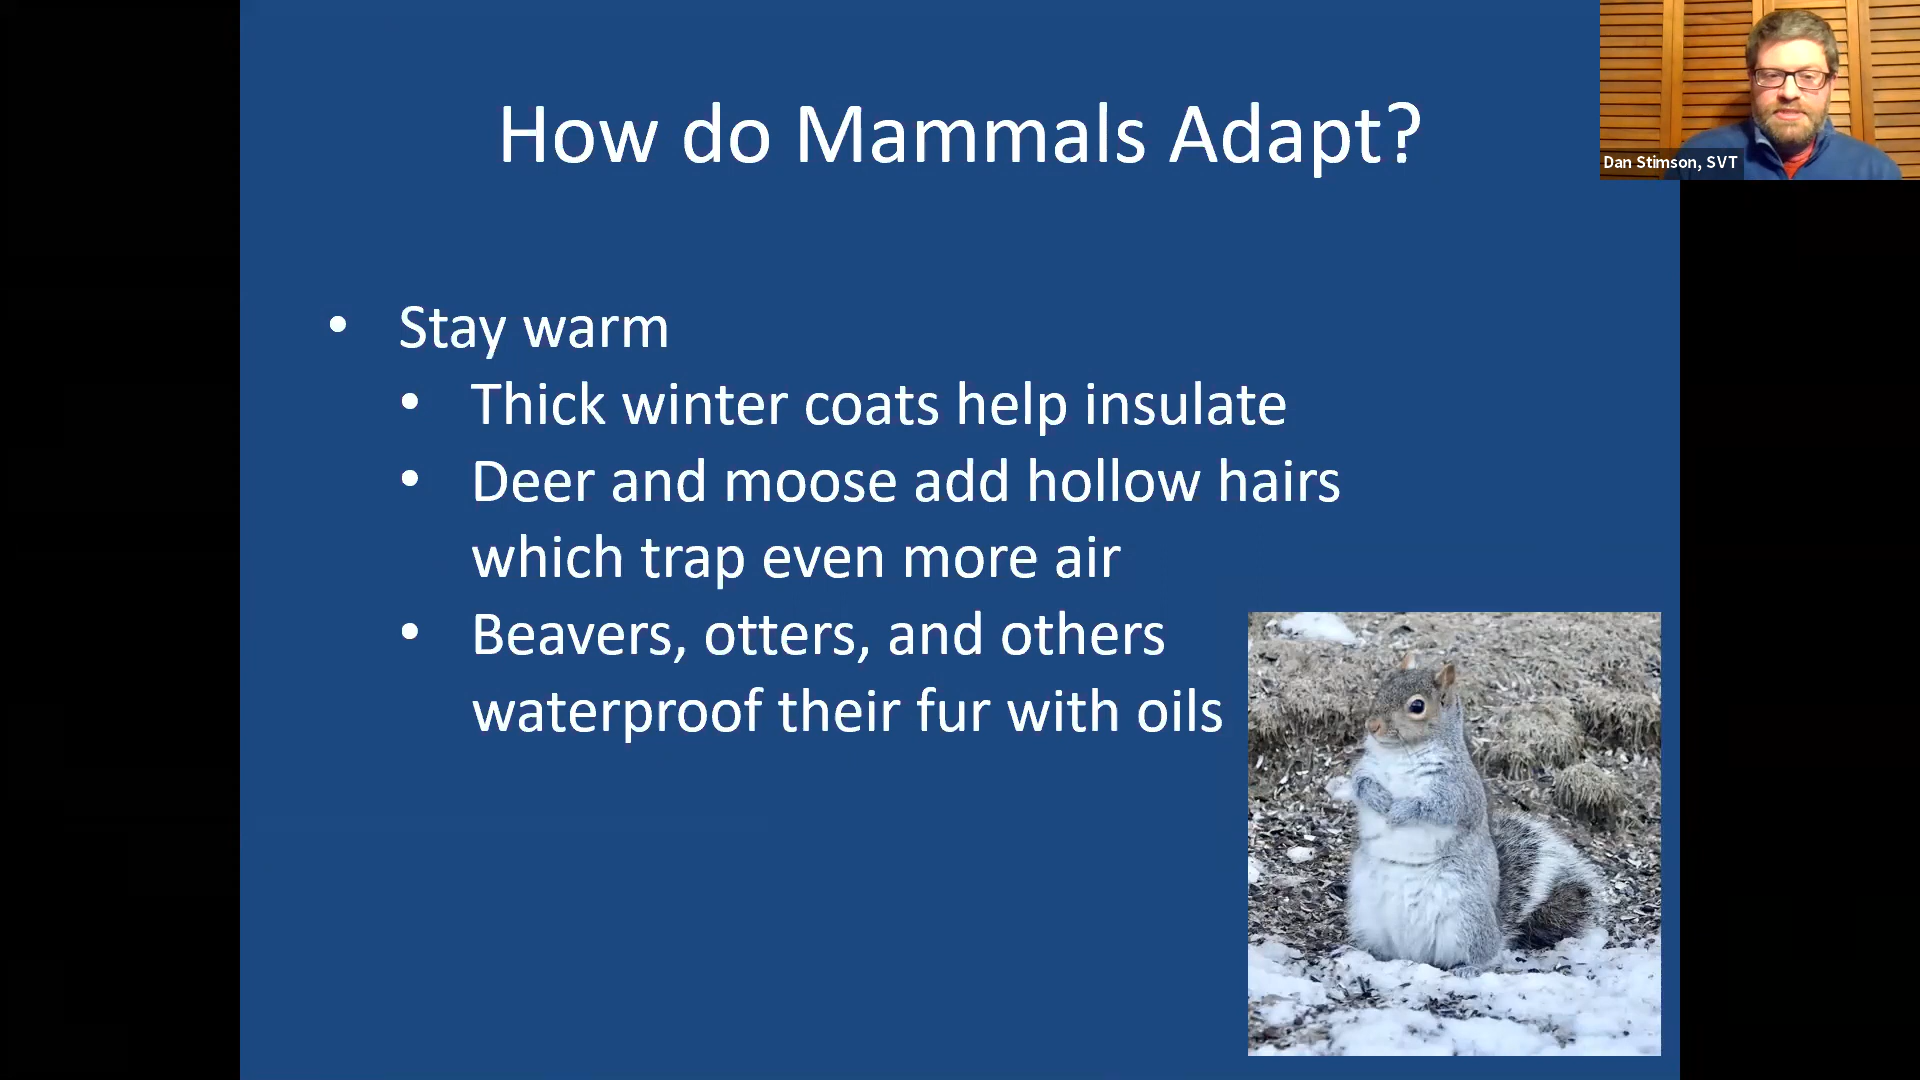 How do Mammals Adapt?
Dan Stimson, SVT
• Stay warm
• Thick winter coats help insulate
• Deer and moose add hollow hairs
which trap even more air
• Beavers, otters, and others
waterproof their fur with oils